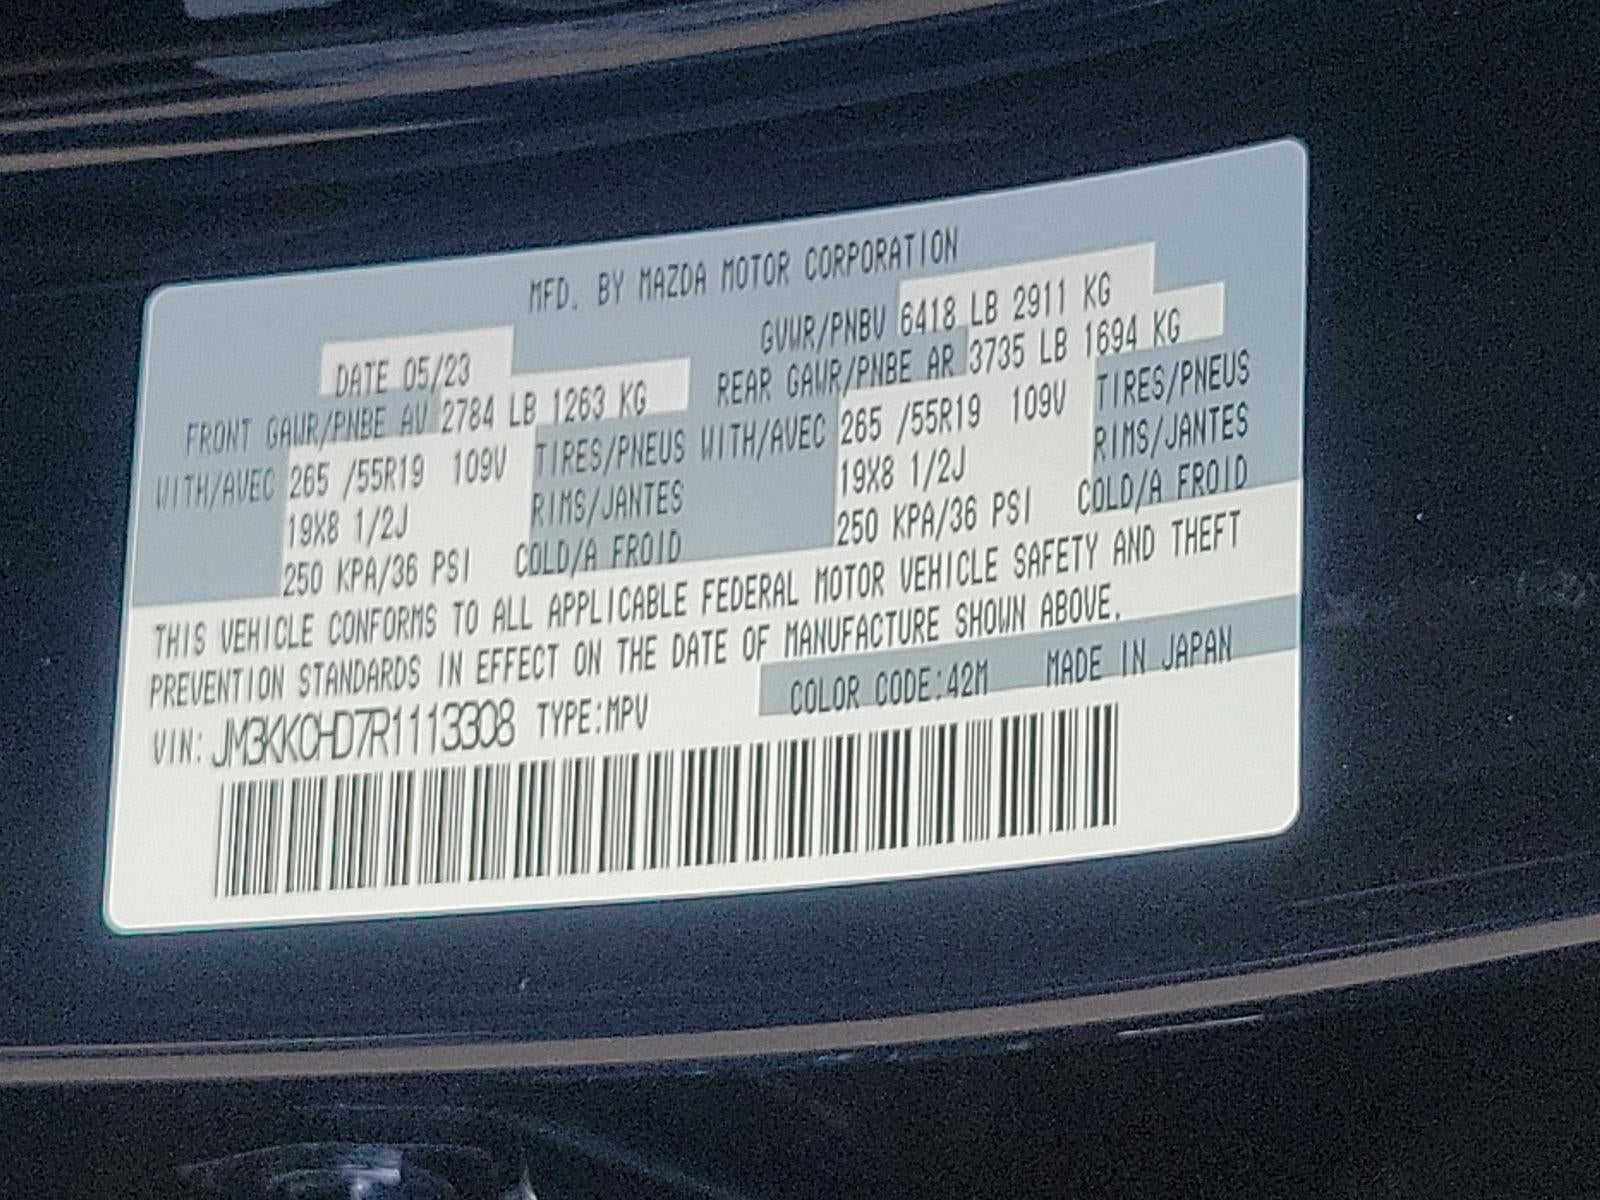 MFD. BY MAZDA MOTOR CORPORATION
DATE 05/23 GVWR/PNBV 6418 LB 2911 KG
FRONT GAWR/PNBE AV 2784 LB 1263 KG REAR GAWR/PNBE AR 3735 LB 1694 KG
WITH/AVEC 265 /55R19 109V TIRES/PNEUS WITH/AVEC 265 /55R19 109V TIRES/PNEUS
19X8 1/2J RIMS/JANTES 19X8 1/2J RIMS/JANTES
250 KPA/36 PSI COLD/A FROID 250 KPA/36 PSI COLD/A FROID
THIS VEHICLE CONFORMS TO ALL APPLICABLE FEDERAL MOTOR VEHICLE SAFETY AND THEFT
PREVENTION STANDARDS IN EFFECT ON THE DATE OF MANUFACTURE SHOWN ABOVE.
VIN: JM3KKCHD7R1113308 TYPE:MPV COLOR CODE:42M MADE IN JAPAN